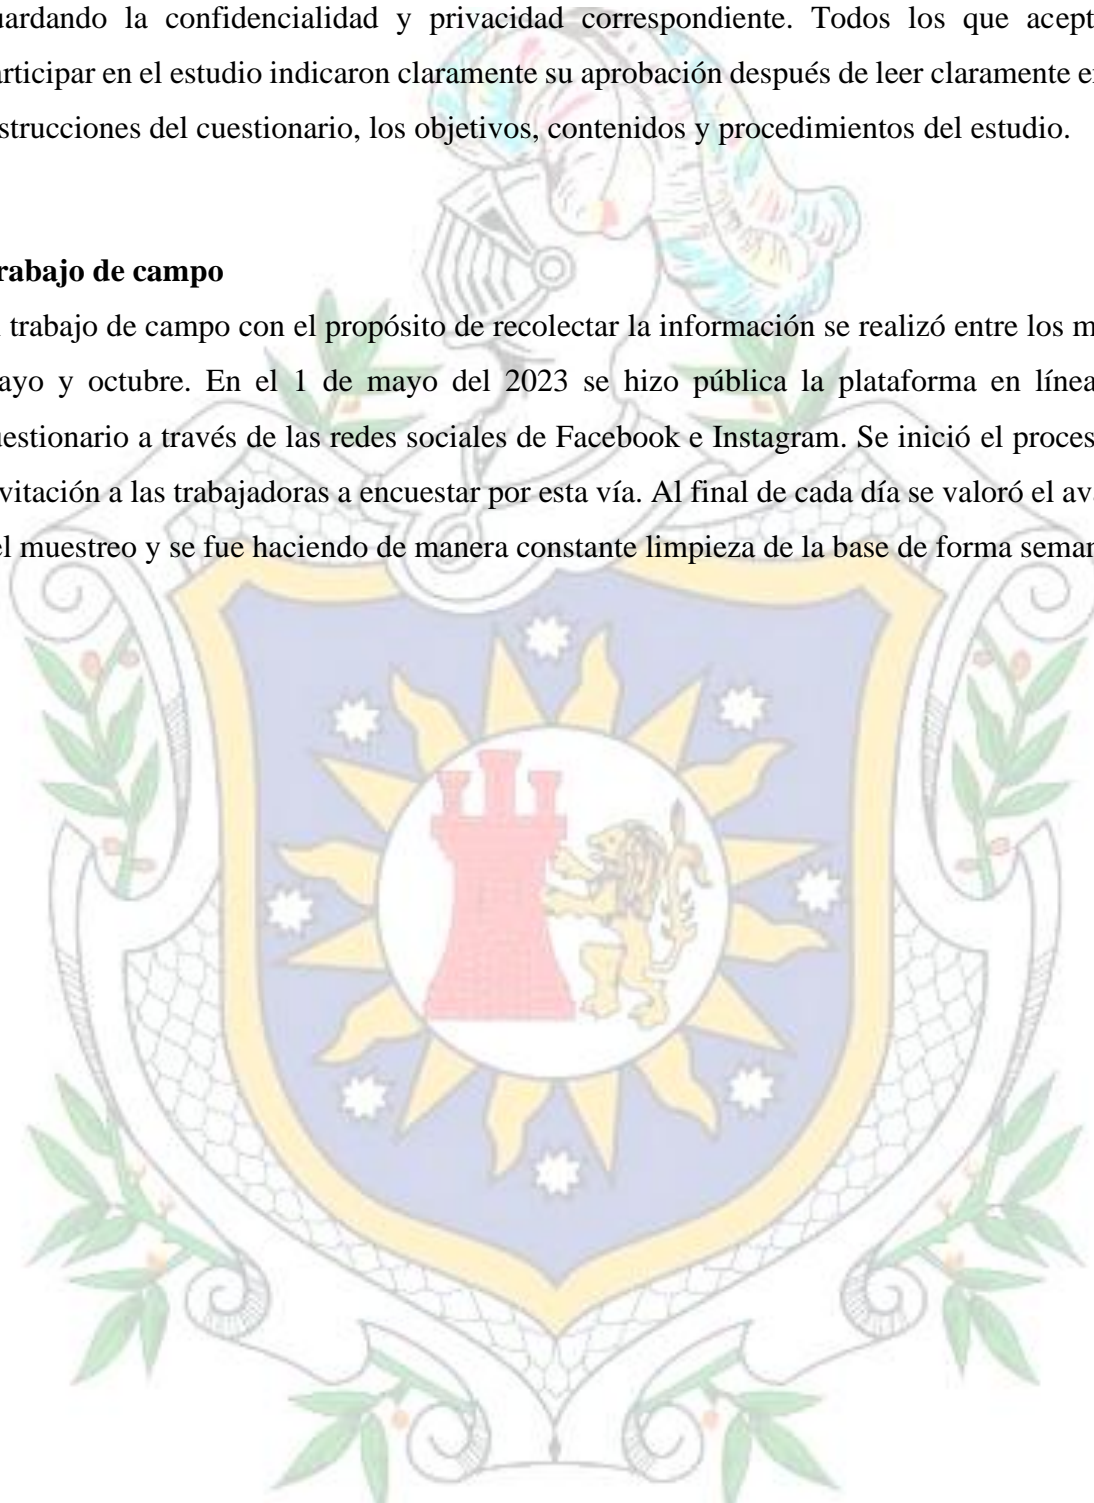 uardando la confidencialidad y privacidad correspondiente. Todos los que acept
articipar en el estudio indicaron claramente su aprobación después de leer claramente e
strucciones del cuestionario, los objetivos, contenidos y procedimientos del estudio.
rabajo de campo
trabajo de campo con el propósito de recolectar la información se realizó entre los m
ayo y octubre. En el 1 de mayo del 2023 se hizo pública la plataforma en línea
uestionario a través de las redes sociales de Facebook e Instagram. Se inició el proces
vitación a las trabajadoras a encuestar por esta vía. Al final de cada día se valoró el av
el muestreo y se fue haciendo de manera constante limpieza de la base de forma seman